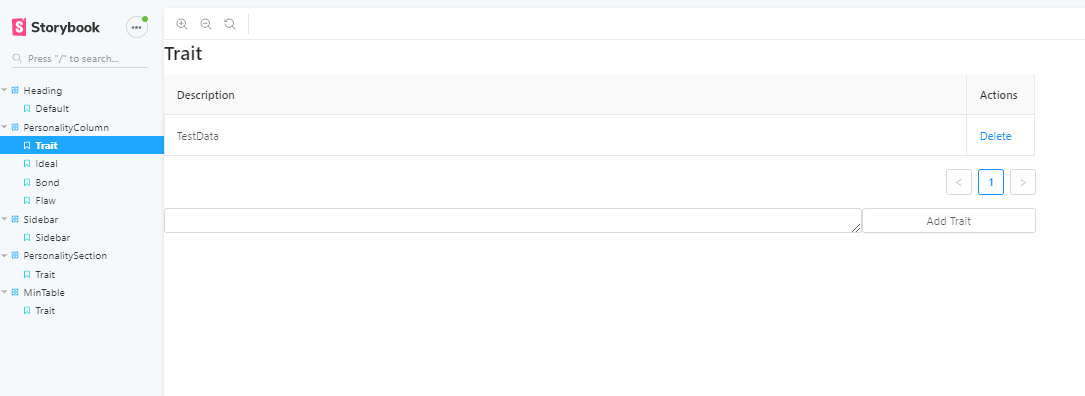 Storybook
Press "/" to search...
Heading
Default
PersonalityColumn
Trait
Ideal
Bond
Flaw
Sidebar
Sidebar
PersonalitySection
Trait
MinTable
Trait
Trait
Description Actions
TestData Delete
< 1 >
Add Trait